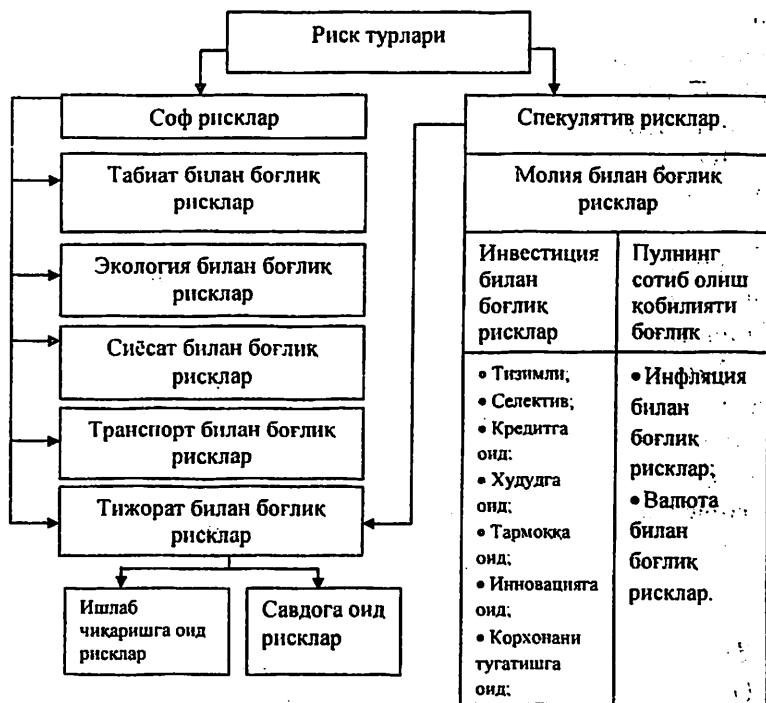 Риск турлари
Соф рисклар
Табиат билан боғлиқ
рисклар
Экология билан боғлиқ
рисклар
Сиёсат билан боғлиқ
рисклар
Транспорт билан боғлиқ
рисклар
Тижорат билан боғлиқ
рисклар
Ишлаб
чиқаришга оид
рисклар
Савдога оид
рисклар
Спекулятив рисклар.
Молия билан боғлиқ
рисклар
Инвестиция
билан
боғлиқ
рисклар
Пулнинг
сотиб олиш
қобилияти
боғлиқ
• Тизимли;
• Селектив;
• Кредитга
оид;
• Худудга
оид;
• Тармоққа
оид;
• Инновацияга
оид;
• Корхонани
тугатишга
оид;
• Инфляция
билан
боғлиқ
рисклар;
• Валюта
билан
боғлиқ
рисклар.